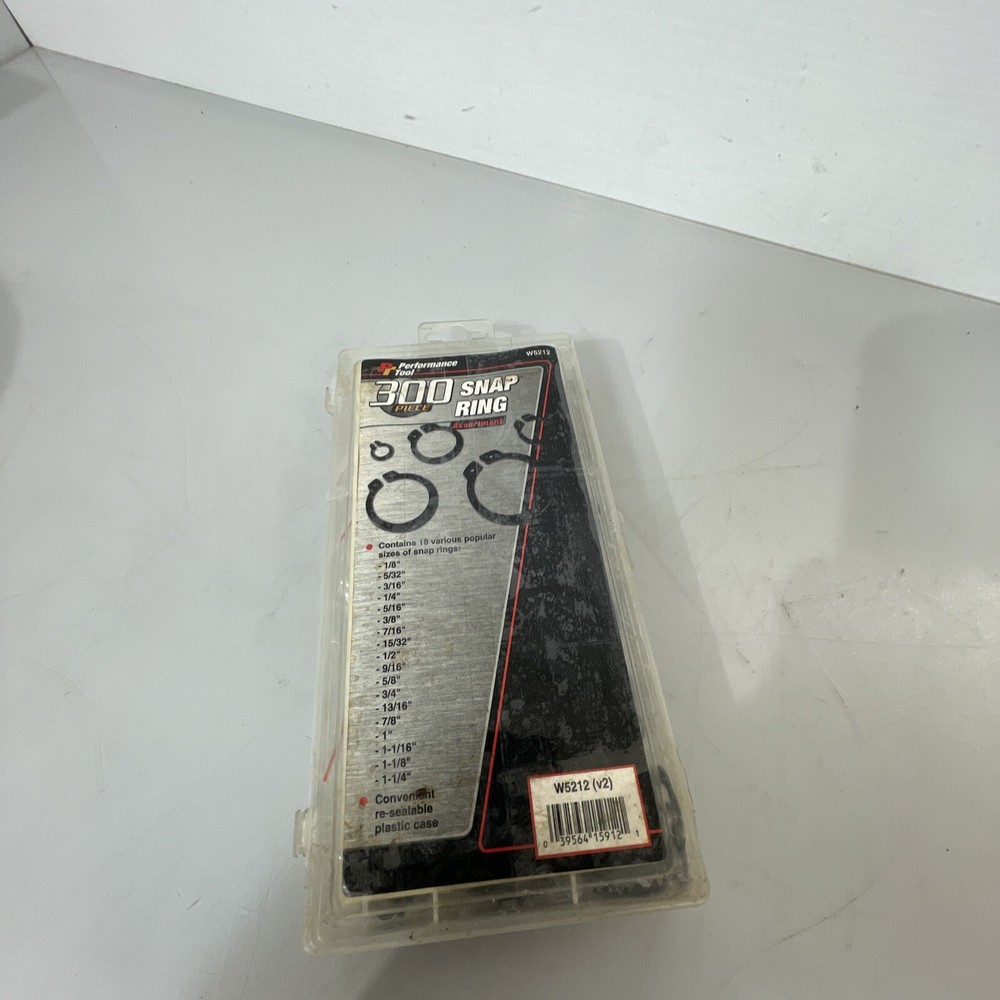 W5212
PT Performance
Tool
300 SNAP
PIECE RING
Assortment
Contains 18 various popular
sizes of snap rings:
- 1/8"
- 5/32"
- 3/16"
- 1/4"
- 5/16"
- 3/8"
- 7/16"
- 15/32"
- 1/2"
- 9/16"
- 5/8"
- 3/4"
- 13/16"
- 7/8"
- 1"
- 1-1/16"
- 1-1/8"
- 1-1/4"
Convenient
re-sealable
plastic case
W5212 (v2)
0 39564 15912 1